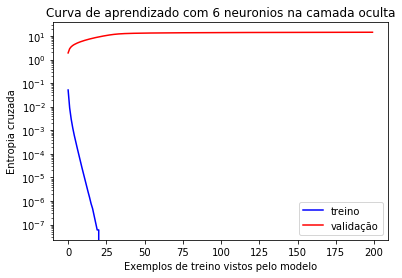 Curva de aprendizado com 6 neuronios na camada oculta
Entropia cruzada
10¹
10⁰
10⁻¹
10⁻²
10⁻³
10⁻⁴
10⁻⁵
10⁻⁶
10⁻⁷
treino
validação
0 25 50 75 100 125 150 175 200
Exemplos de treino vistos pelo modelo